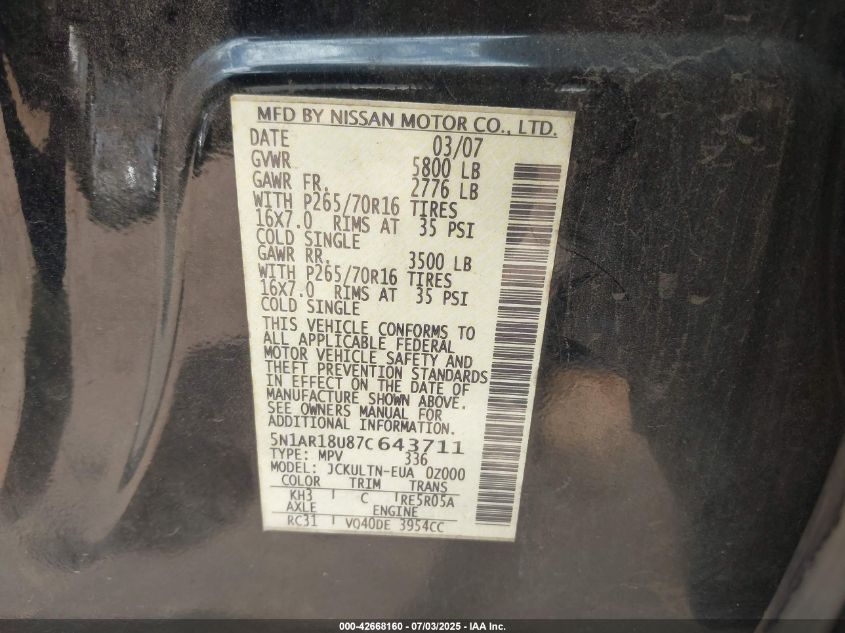 MFD BY NISSAN MOTOR CO., LTD.
DATE 03/07
GVWR 5800 LB
GAWR FR. 2776 LB
WITH P265/70R16 TIRES
16X7.0 RIMS AT 35 PSI
COLD SINGLE
GAWR RR. 3500 LB
WITH P265/70R16 TIRES
16X7.0 RIMS AT 35 PSI
COLD SINGLE
THIS VEHICLE CONFORMS TO
ALL APPLICABLE FEDERAL
MOTOR VEHICLE SAFETY AND
THEFT PREVENTION STANDARDS
IN EFFECT ON THE DATE OF
MANUFACTURE SHOWN ABOVE.
SEE OWNERS MANUAL FOR
ADDITIONAL INFORMATION.
5N1AR18U87C643711
TYPE: MPV 336
MODEL: JCKULTN-EUA 0Z000
COLOR TRIM TRANS
KH3 C RE5R05A
AXLE ENGINE
RC31 VQ40DE 3954CC
000-42668160 - 07/03/2025 - IAA Inc.